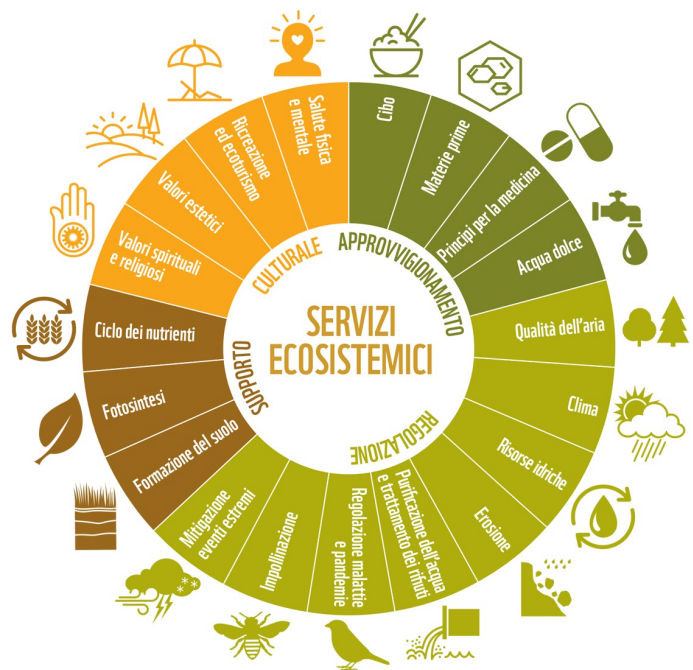 SERVIZI
ECOSISTEMICI
APPROVVIGIONAMENTO
Cibo
Materie prime
Principi per la medicina
Acqua dolce
REGOLAZIONE
Qualità dell'aria
Clima
Risorse idriche
Erosione
Purificazione dell'acqua
e trattamento dei rifiuti
Regolazione malattie
e pandemie
Impollinazione
Mitigazione
eventi estremi
SUPPORTO
Formazione del suolo
Fotosintesi
Ciclo dei nutrienti
CULTURALE
Valori spirituali
e religiosi
Valori estetici
Ricreazione
ed ecoturismo
Salute fisica
e mentale